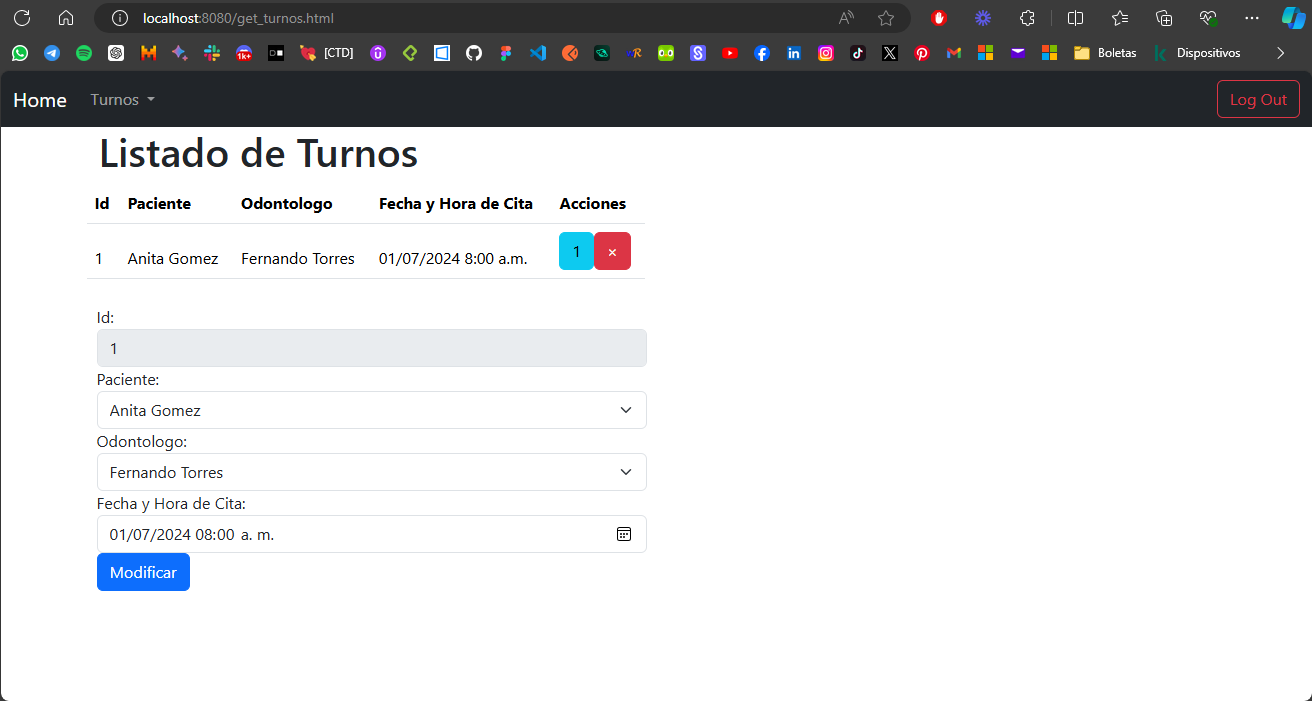 localhost:8080/get_turnos.html
1K+
[CTD]
Boletas
Dispositivos
Home Turnos Log Out
Listado de Turnos
Id Paciente Odontologo Fecha y Hora de Cita Acciones
1 Anita Gomez Fernando Torres 01/07/2024 8:00 a.m. 1 ×
Id:
1
Paciente:
Anita Gomez
Odontologo:
Fernando Torres
Fecha y Hora de Cita:
01/07/2024 08:00 a. m.
Modificar